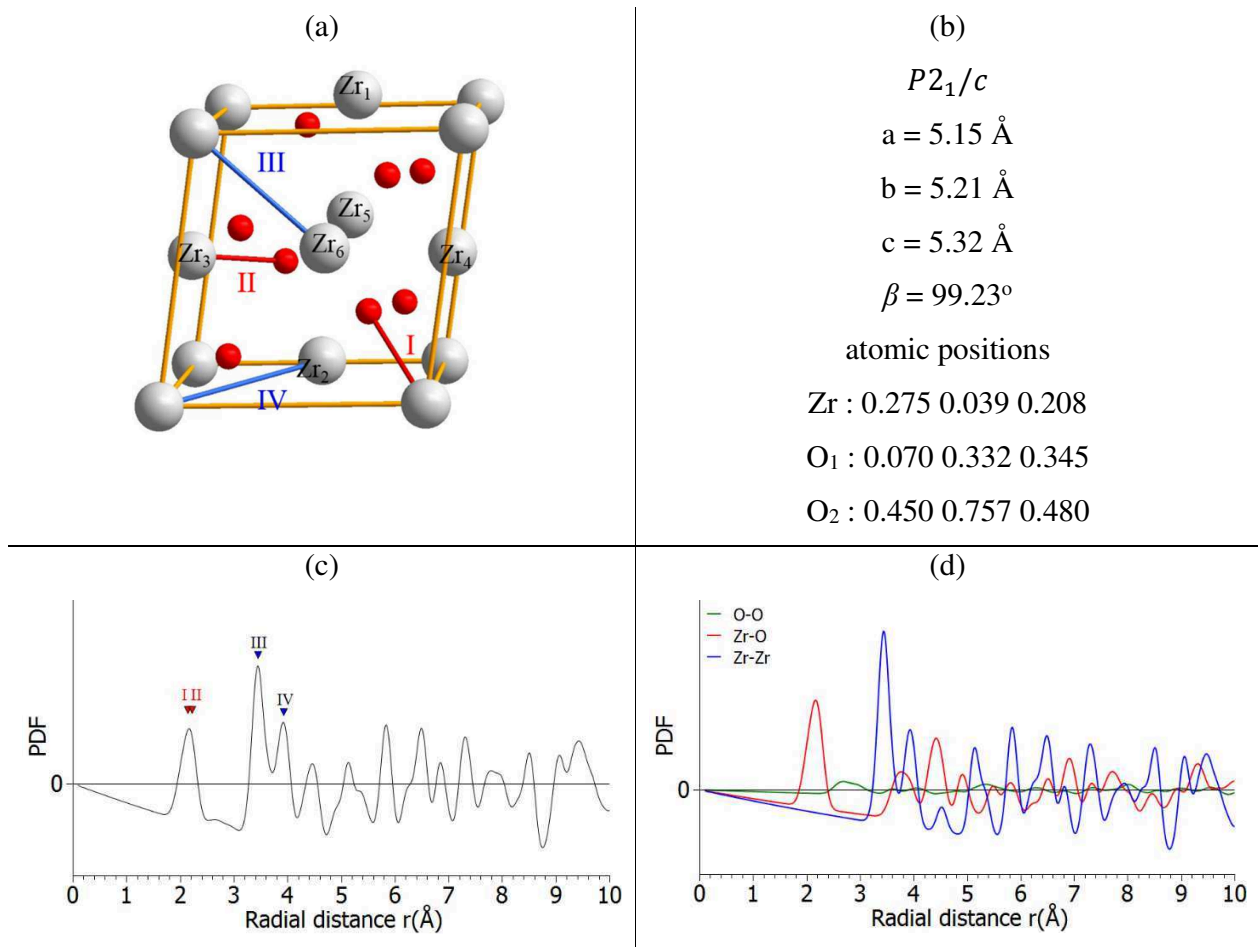 (a)
Zr₁
III
Zr₅
Zr₆
Zr₃
Zr₄
II
I
Zr₂
IV
(b)
P2₁/c
a = 5.15 Å
b = 5.21 Å
c = 5.32 Å
β = 99.23º
atomic positions
Zr : 0.275 0.039 0.208
O₁ : 0.070 0.332 0.345
O₂ : 0.450 0.757 0.480
(c)
III
I II
IV
PDF
0
0 1 2 3 4 5 6 7 8 9 10
Radial distance r(Å)
(d)
O-O
Zr-O
Zr-Zr
PDF
0
0 1 2 3 4 5 6 7 8 9 10
Radial distance r(Å)